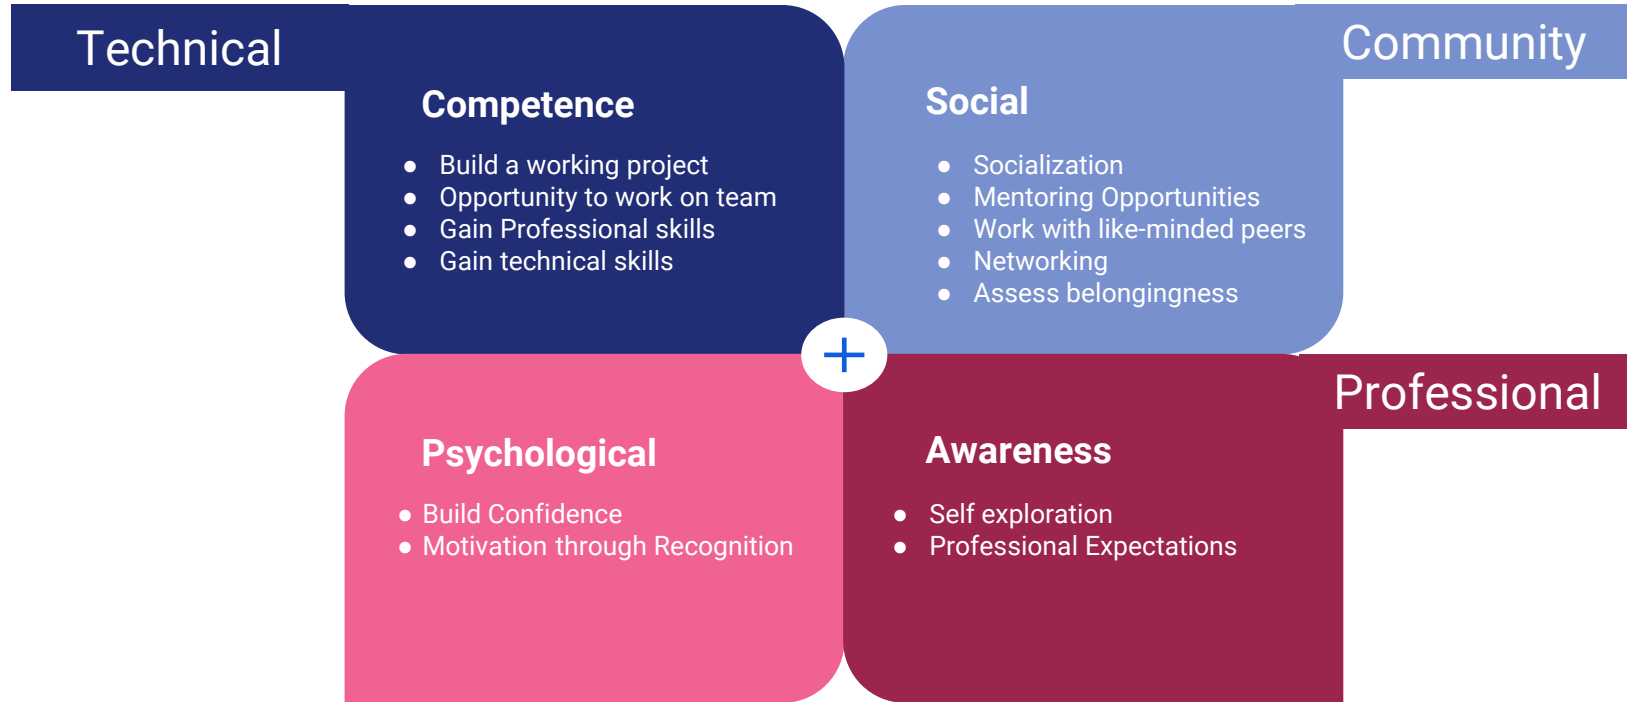 Technical
Competence
● Build a working project
● Opportunity to work on team
● Gain Professional skills
● Gain technical skills
Community
Social
● Socialization
● Mentoring Opportunities
● Work with like-minded peers
● Networking
● Assess belongingness
Psychological
● Build Confidence
● Motivation through Recognition
Professional
Awareness
● Self exploration
● Professional Expectations